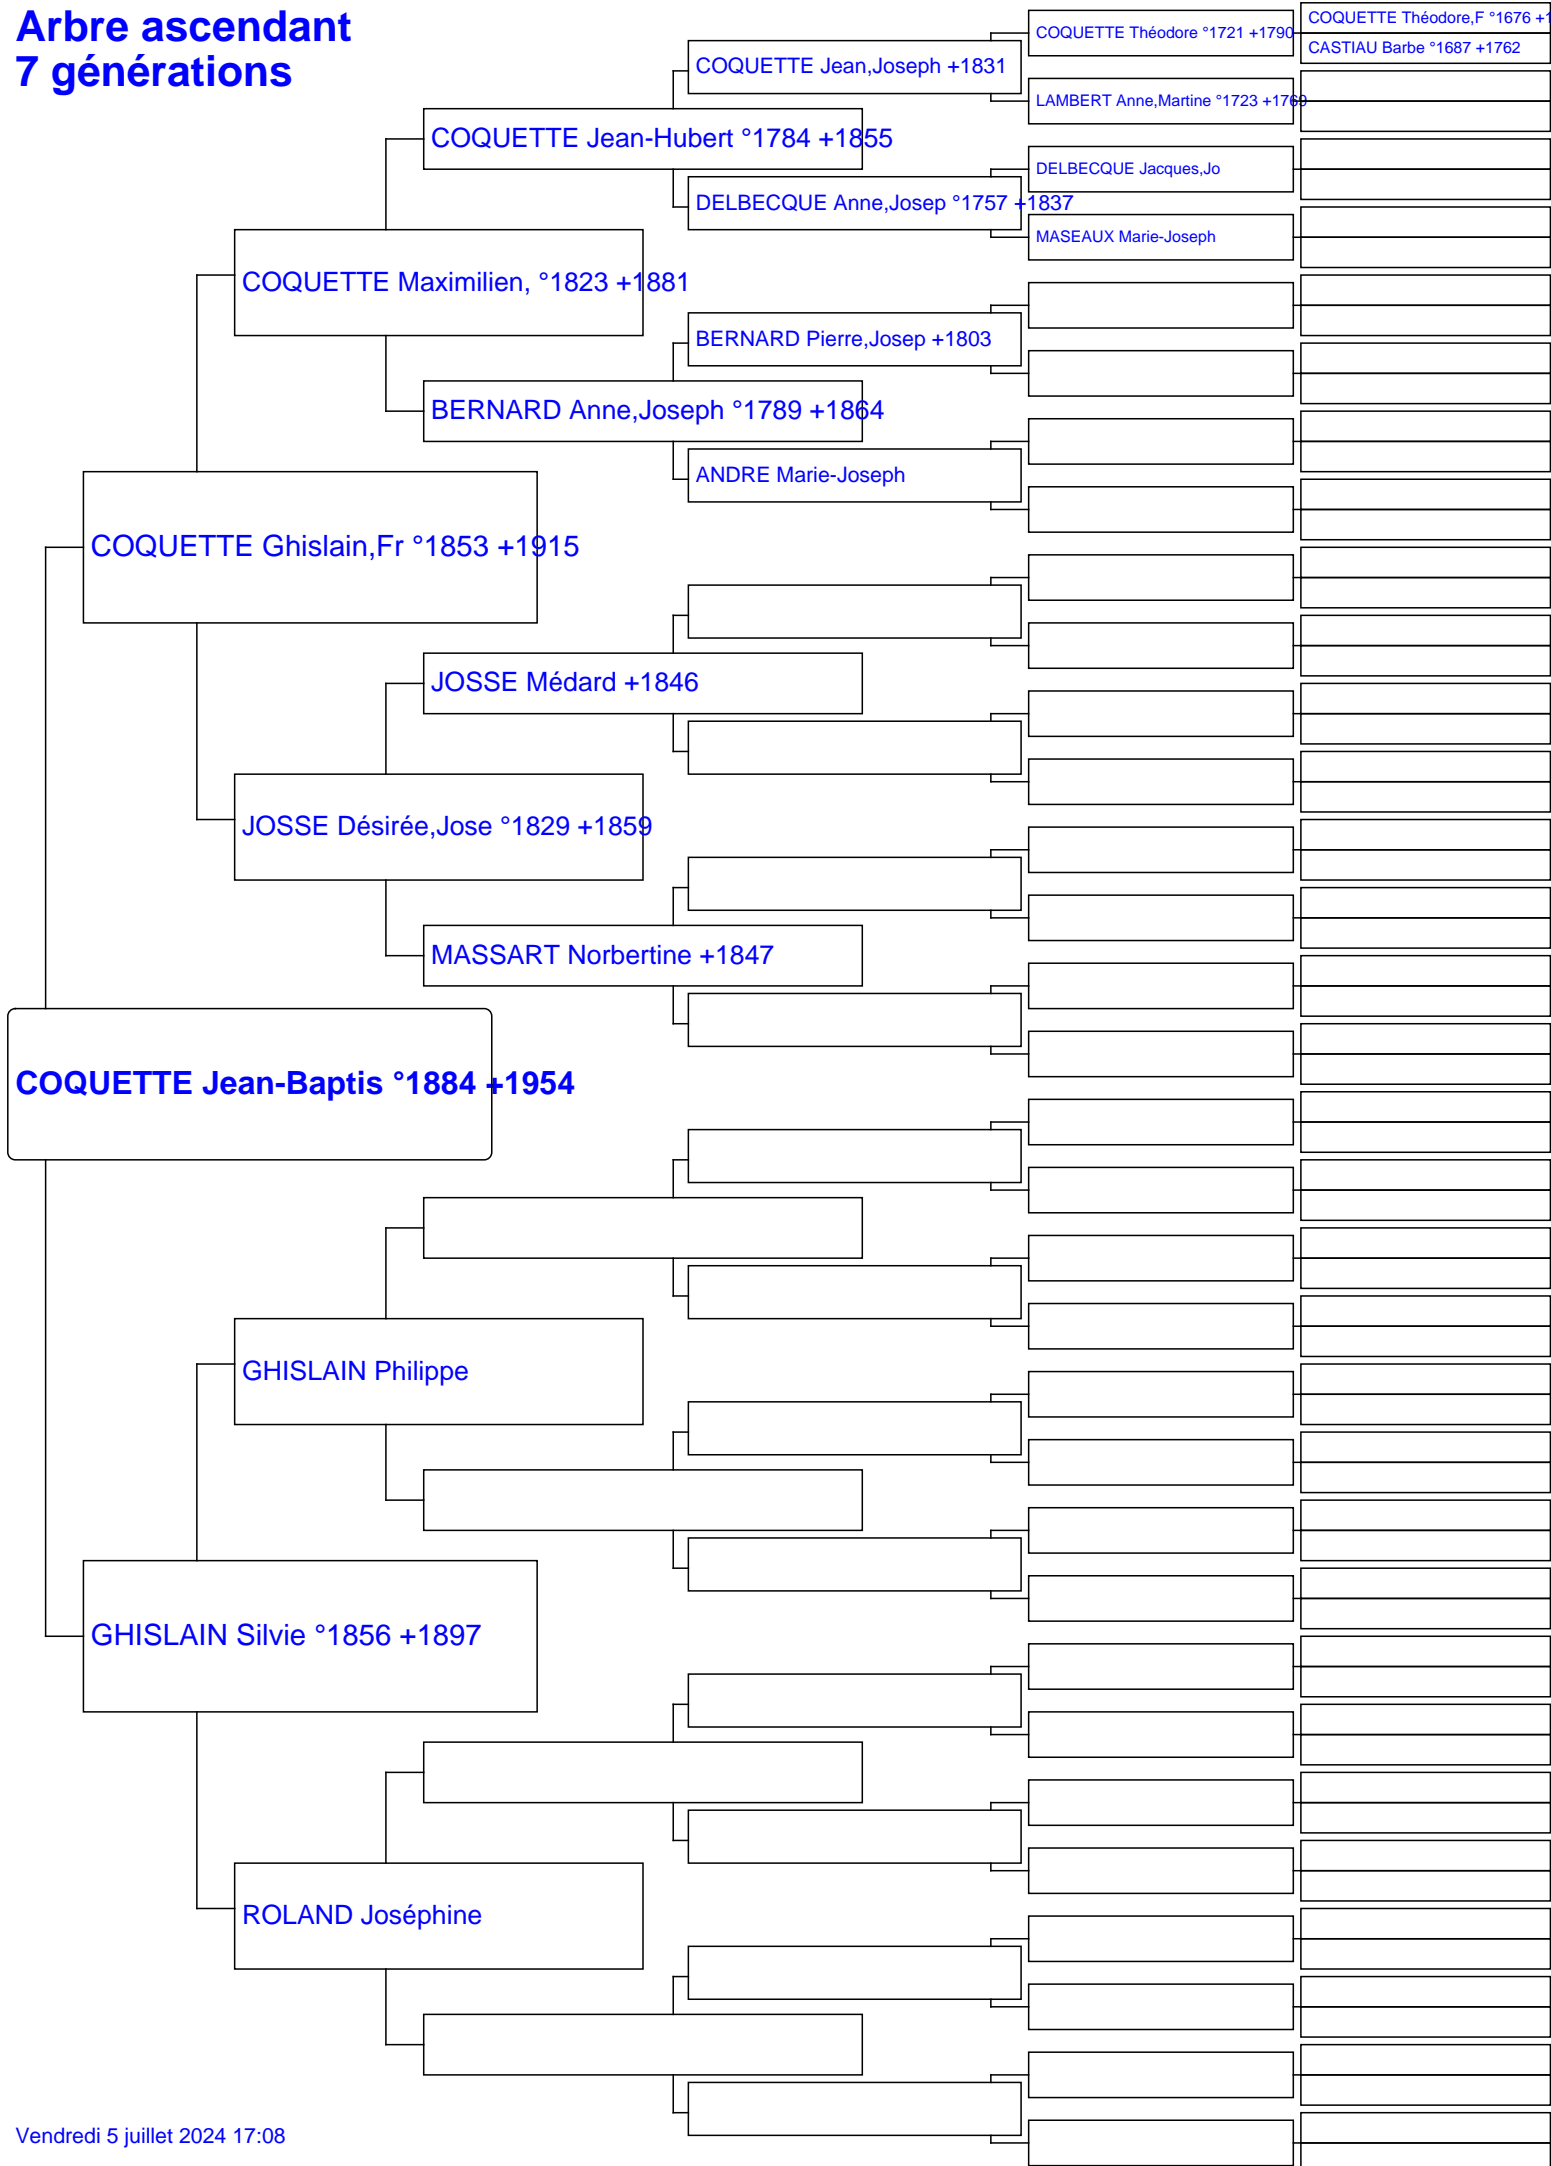 Arbre ascendant
7 générations
COQUETTE Théodore,F °1676 +1
COQUETTE Théodore °1721 +1790
CASTIAU Barbe °1687 +1762
COQUETTE Jean,Joseph +1831
LAMBERT Anne,Martine °1723 +1769
COQUETTE Jean-Hubert °1784 +1855
DELBECQUE Jacques,Jo
DELBECQUE Anne,Josep °1757 +1837
MASEAUX Marie-Joseph
COQUETTE Maximilien, °1823 +1881
BERNARD Pierre,Josep +1803
BERNARD Anne,Joseph °1789 +1864
ANDRE Marie-Joseph
COQUETTE Ghislain,Fr °1853 +1915
JOSSE Médard +1846
JOSSE Désirée,Jose °1829 +1859
MASSART Norbertine +1847
COQUETTE Jean-Baptis °1884 +1954
GHISLAIN Philippe
GHISLAIN Silvie °1856 +1897
ROLAND Joséphine
Vendredi 5 juillet 2024 17:08